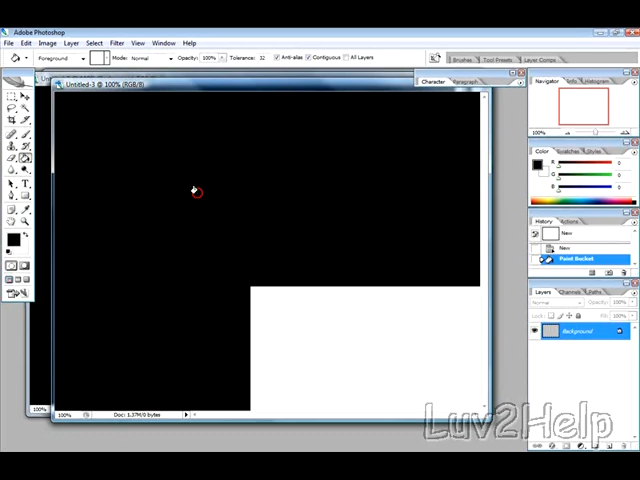 Adobe Photoshop
File Edit Image Layer Select Filter View Window Help
Foreground Mode: Normal Opacity: 100% Tolerance: 32 Anti-alias Contiguous All Layers
Brushes Tool Presets Layer Comps
Untitled-3 @ 100% (RGB/8)
Character Paragraph
Navigator Info Histogram
100%
Color Swatches Styles
R 0
G 0
B 0
History Actions
New
New
Paint Bucket
Layers Channels Paths
Normal Opacity: 100%
Lock: Fill: 100%
Background
100%
100% Doc: 1.37M/0 bytes
Luv2Help